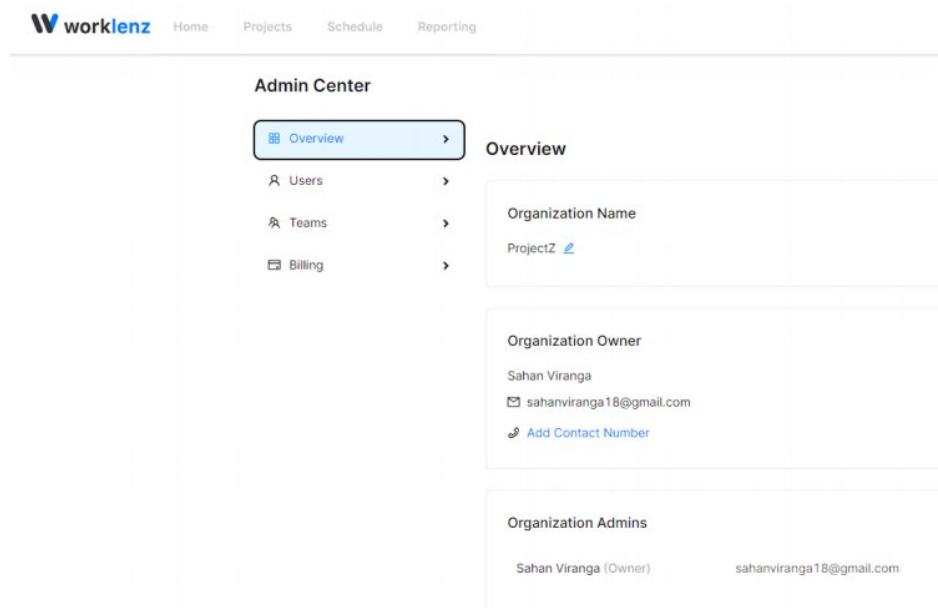 worklenz Home Projects Schedule Reporting
Admin Center
Overview
Users
Teams
Billing
Overview
Organization Name
ProjectZ
Organization Owner
Sahan Viranga
sahanviranga18@gmail.com
Add Contact Number
Organization Admins
Sahan Viranga (Owner) sahanviranga18@gmail.com